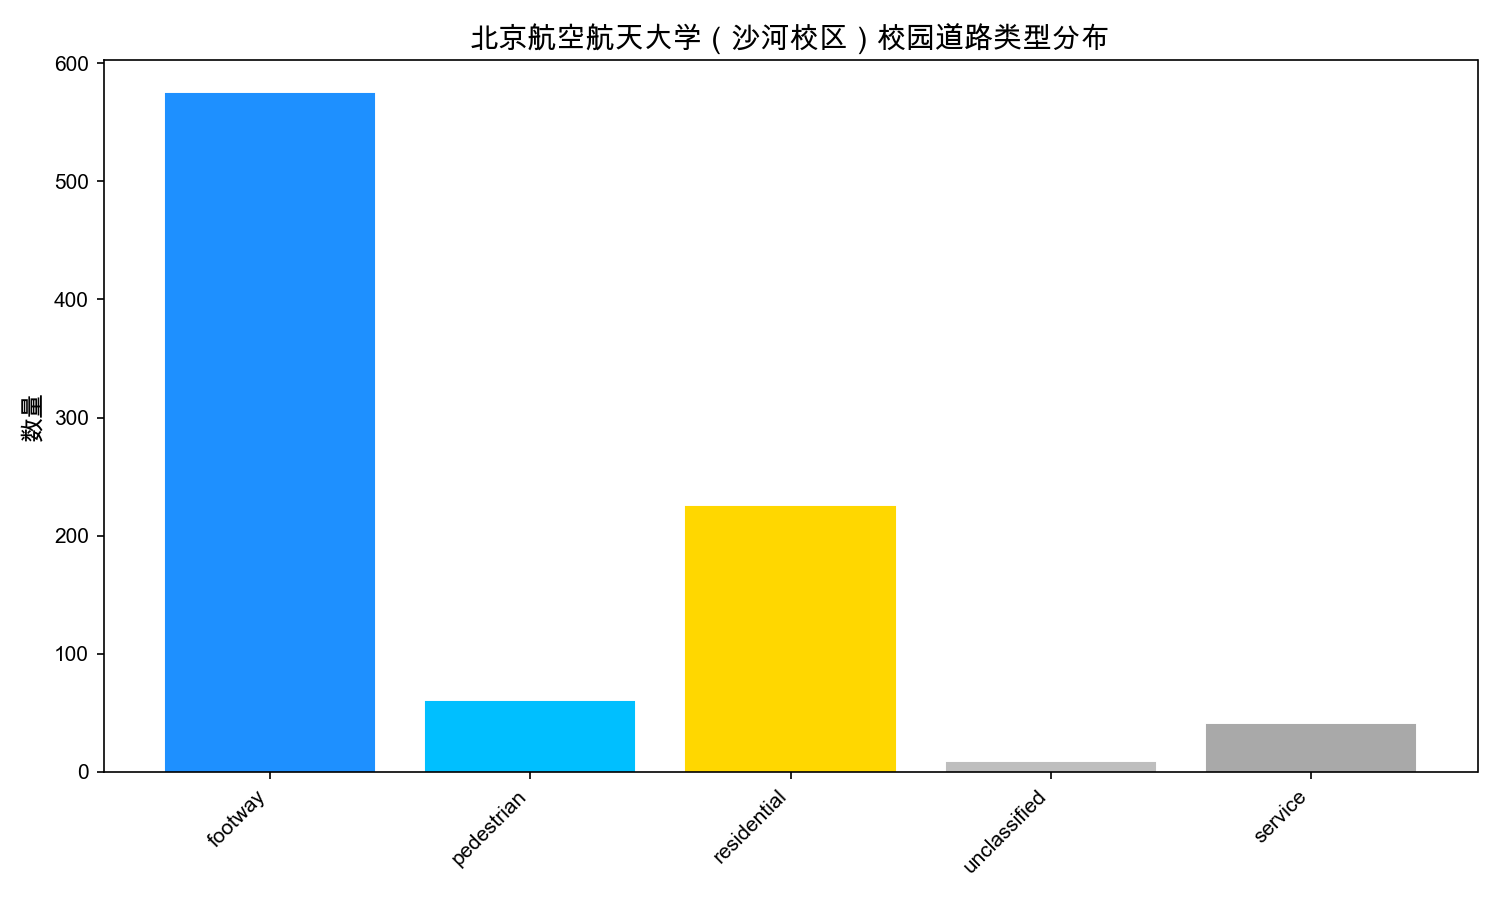 北京航空航天大学（沙河校区）校园道路类型分布
数量
600
500
400
300
200
100
0
footway
pedestrian
residential
unclassified
service